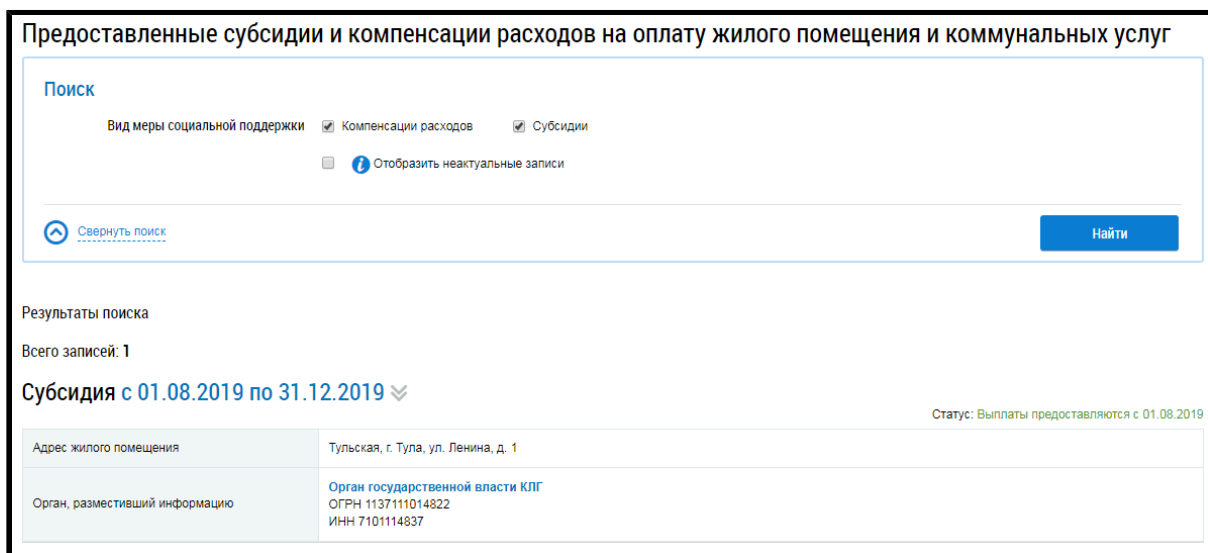 Предоставленные субсидии и компенсации расходов на оплату жилого помещения и коммунальных услуг
Поиск
Вид меры социальной поддержки Компенсации расходов Субсидии
Отобразить неактуальные записи
Свернуть поиск Найти
Результаты поиска
Всего записей: 1
Субсидия с 01.08.2019 по 31.12.2019
Статус: Выплаты предоставляются с 01.08.2019
Адрес жилого помещения Тульская, г. Тула, ул. Ленина, д. 1
Орган, разместивший информацию Орган государственной власти КЛГ
ОГРН 1137111014822
ИНН 7101114837